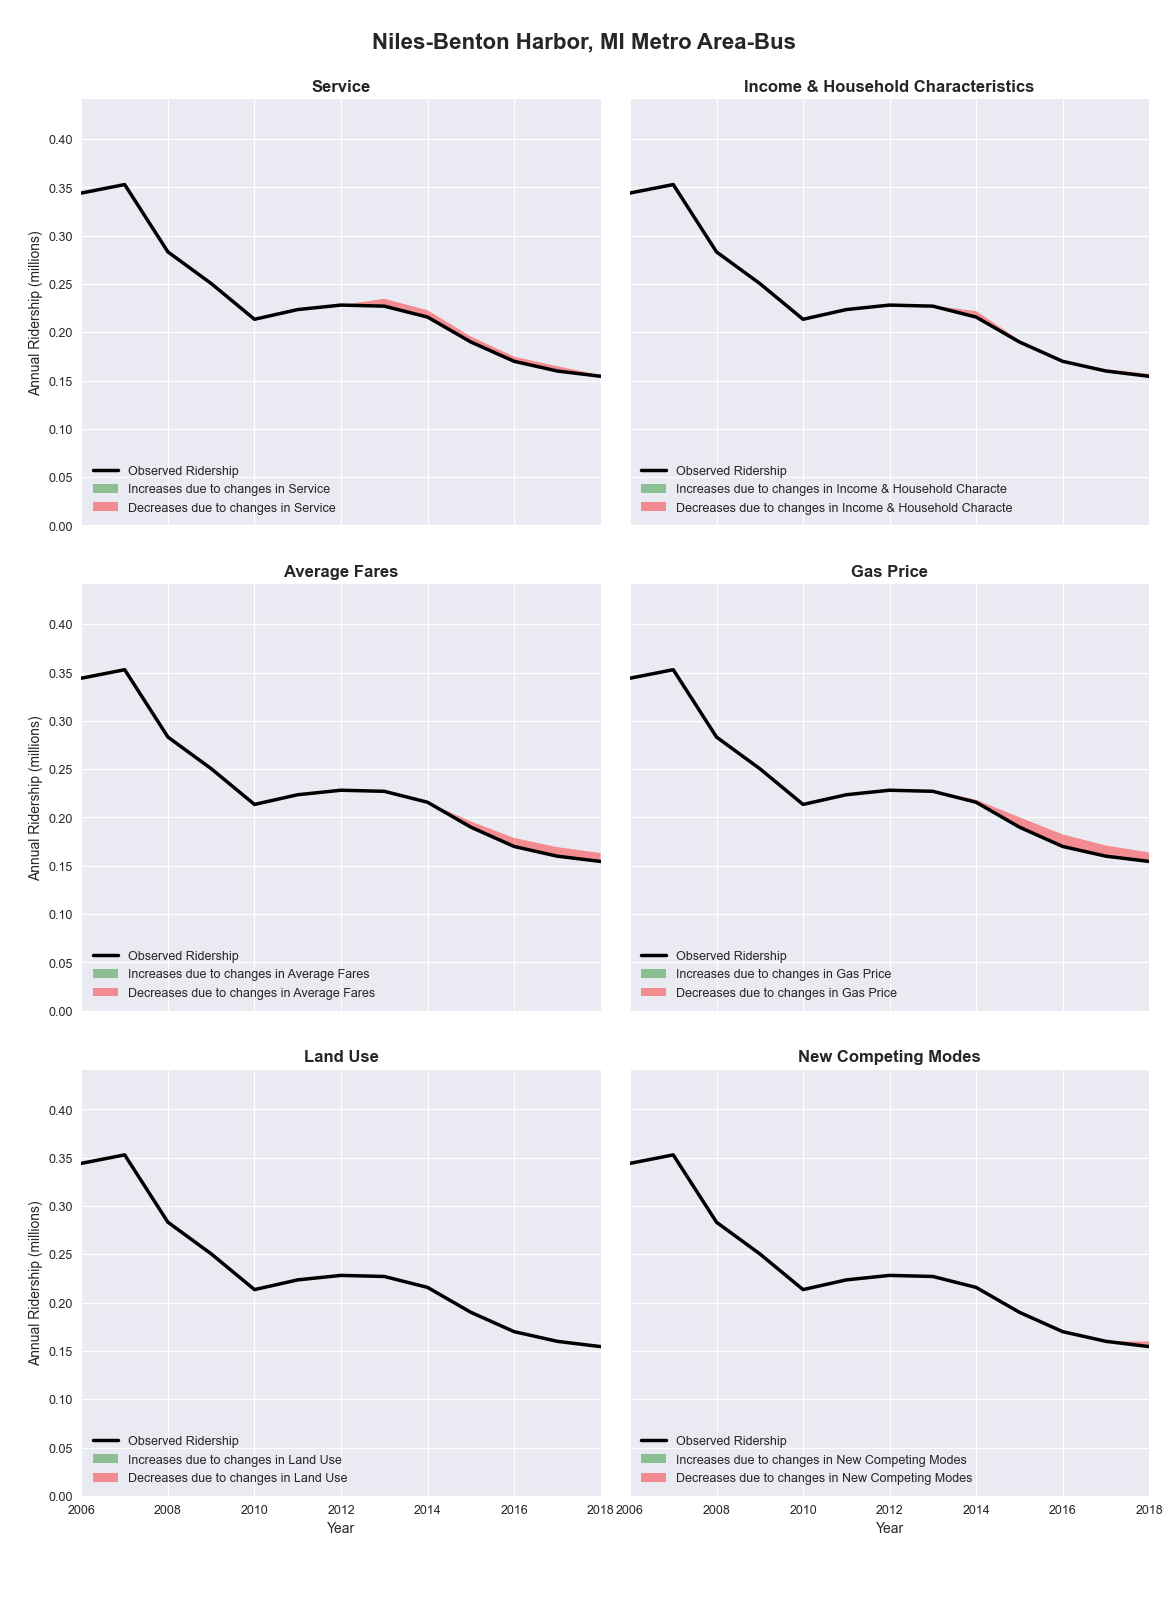 Niles-Benton Harbor, MI Metro Area-Bus
Service
0.40
0.35
0.30
0.25
0.20
0.15
0.10
0.05
0.00
Annual Ridership (millions)
Observed Ridership
Increases due to changes in Service
Decreases due to changes in Service
Income & Household Characteristics
Observed Ridership
Increases due to changes in Income & Household Characte
Decreases due to changes in Income & Household Characte
Average Fares
0.40
0.35
0.30
0.25
0.20
0.15
0.10
0.05
0.00
Annual Ridership (millions)
Observed Ridership
Increases due to changes in Average Fares
Decreases due to changes in Average Fares
Gas Price
Observed Ridership
Increases due to changes in Gas Price
Decreases due to changes in Gas Price
Land Use
0.40
0.35
0.30
0.25
0.20
0.15
0.10
0.05
0.00
Annual Ridership (millions)
Observed Ridership
Increases due to changes in Land Use
Decreases due to changes in Land Use
2006 2008 2010 2012 2014 2016 2018
Year
New Competing Modes
Observed Ridership
Increases due to changes in New Competing Modes
Decreases due to changes in New Competing Modes
2006 2008 2010 2012 2014 2016 2018
Year